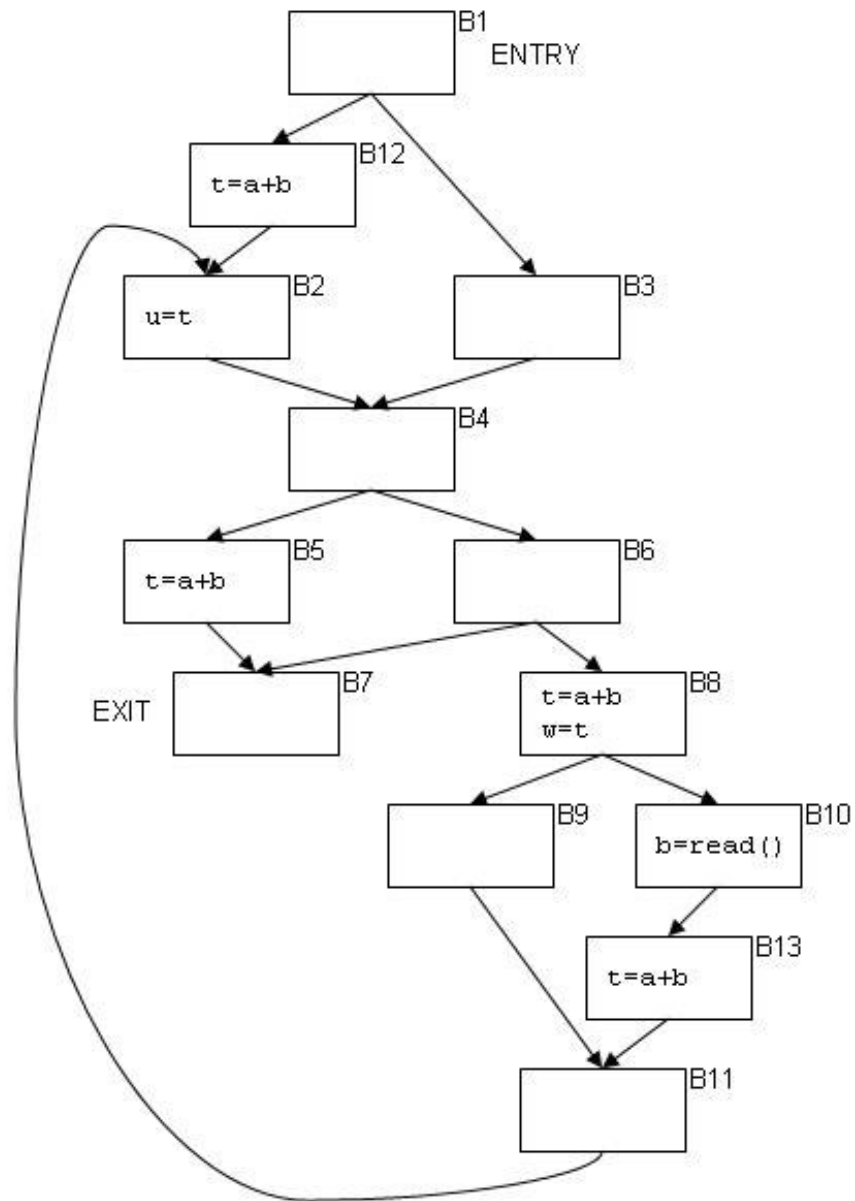 B1
ENTRY
B12
t=a+b
B2
u=t
B3
B4
B5
t=a+b
B6
B7
EXIT
B8
t=a+b
w=t
B9
B10
b=read()
B13
t=a+b
B11